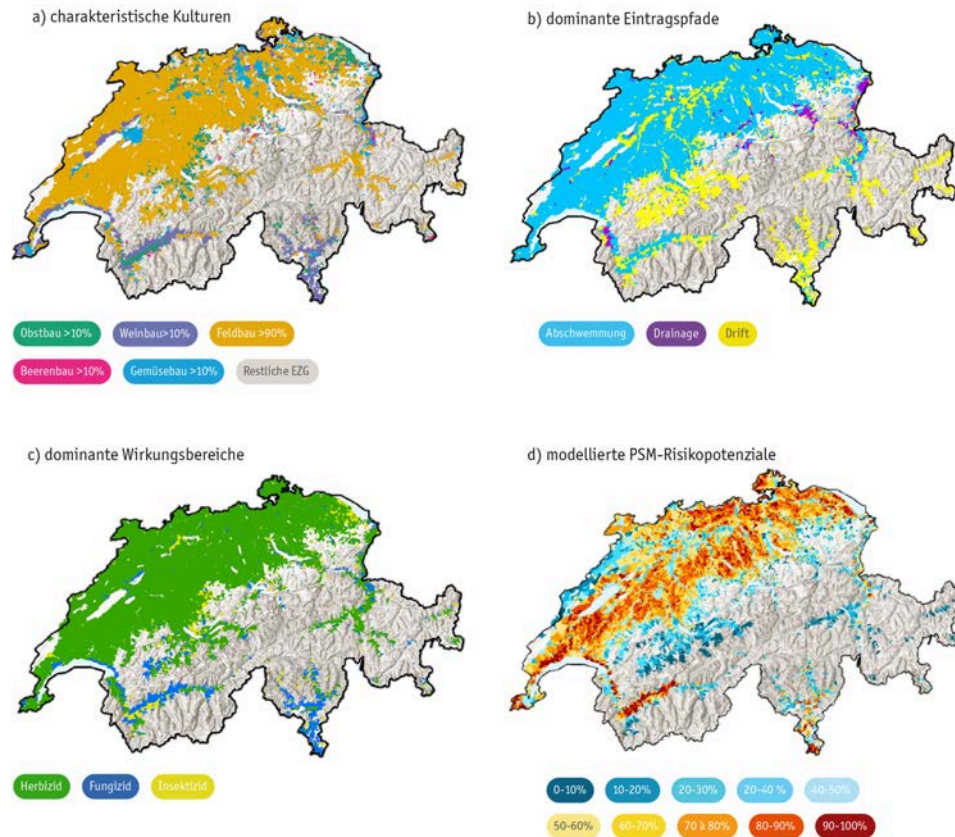 a) charakteristische Kulturen
b) dominante Eintragspfade
Obstbau >10% Weinbau>10% Feldbau >90%
Beerenbau >10% Gemüsebau >10% Restliche EZG
Abschwemmung Drainage Drift
c) dominante Wirkungsbereiche
d) modellierte PSM-Risikopotenziale
Herbizid Fungizid Insektizid
0-10% 10-20% 20-30% 20-40 % 40-50%
50-60% 60-70% 70 à 80% 80-90% 90-100%